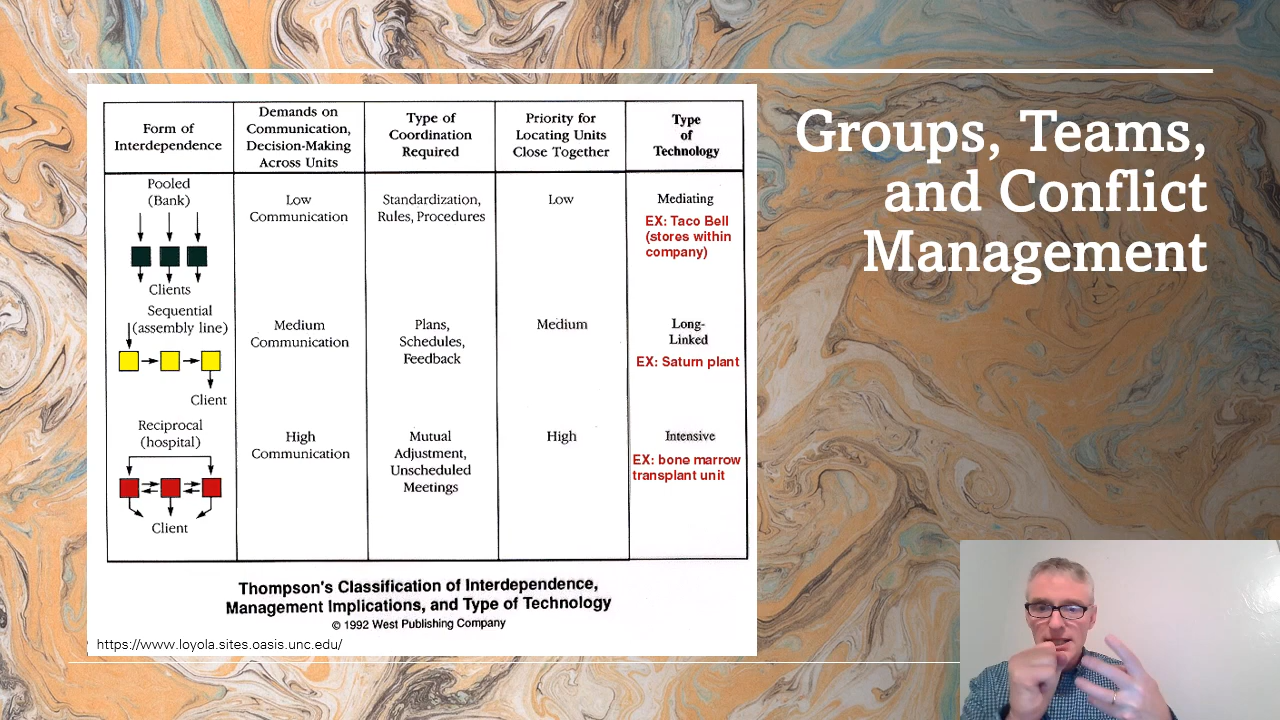 Groups, Teams,
and Conflict
Management
Form of
Interdependence
Demands on
Communication,
Decision-Making
Across Units
Type of
Coordination
Required
Priority for
Locating Units
Close Together
Type
of
Technology
Pooled
(Bank)
Clients
Low
Communication
Standardization,
Rules, Procedures
Low
Mediating
EX: Taco Bell
(stores within
company)
Sequential
(assembly line)
Client
Medium
Communication
Plans,
Schedules,
Feedback
Medium
Long-
Linked
EX: Saturn plant
Reciprocal
(hospital)
Client
High
Communication
Mutual
Adjustment,
Unscheduled
Meetings
High
Intensive
EX: bone marrow
transplant unit
Thompson's Classification of Interdependence,
Management Implications, and Type of Technology
© 1992 West Publishing Company
https://www.loyola.sites.oasis.unc.edu/